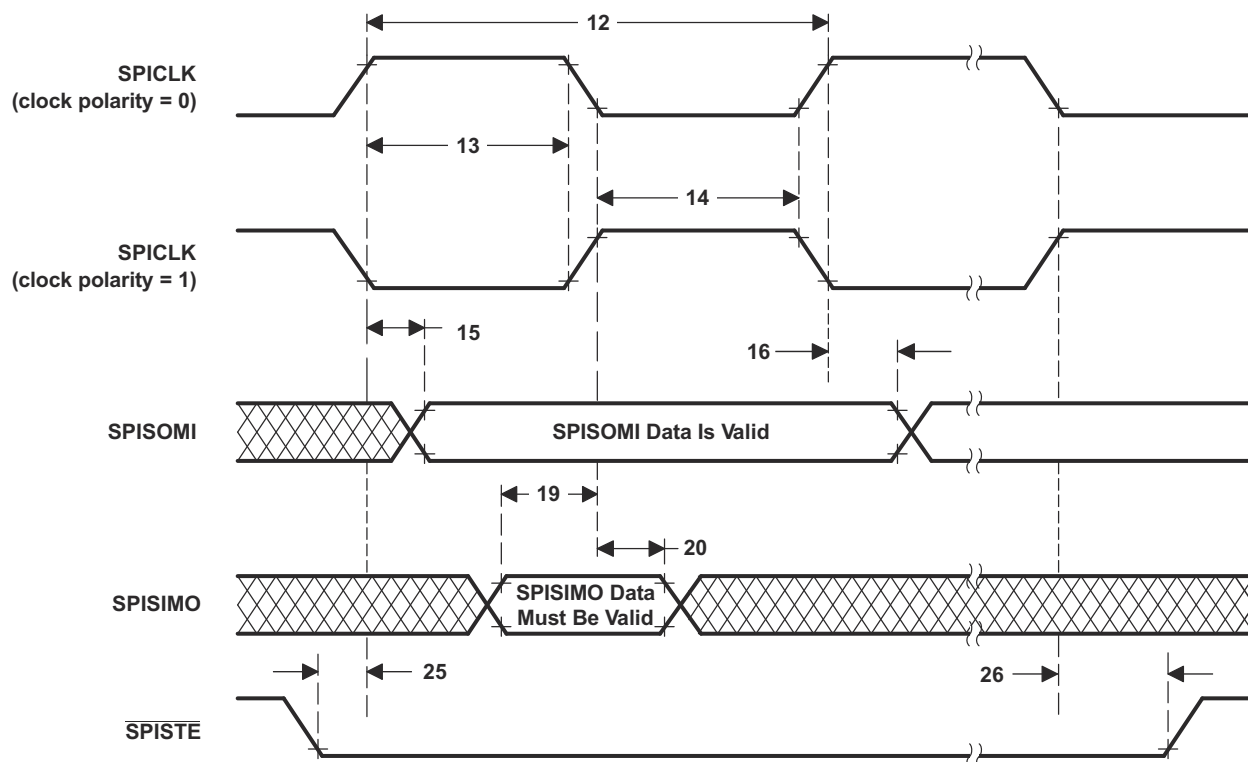 12
SPICLK
(clock polarity = 0)
13
14
SPICLK
(clock polarity = 1)
15
16
SPISOMI
SPISOMI Data Is Valid
19
20
SPISIMO
SPISIMO Data
Must Be Valid
25
26
SPISTE